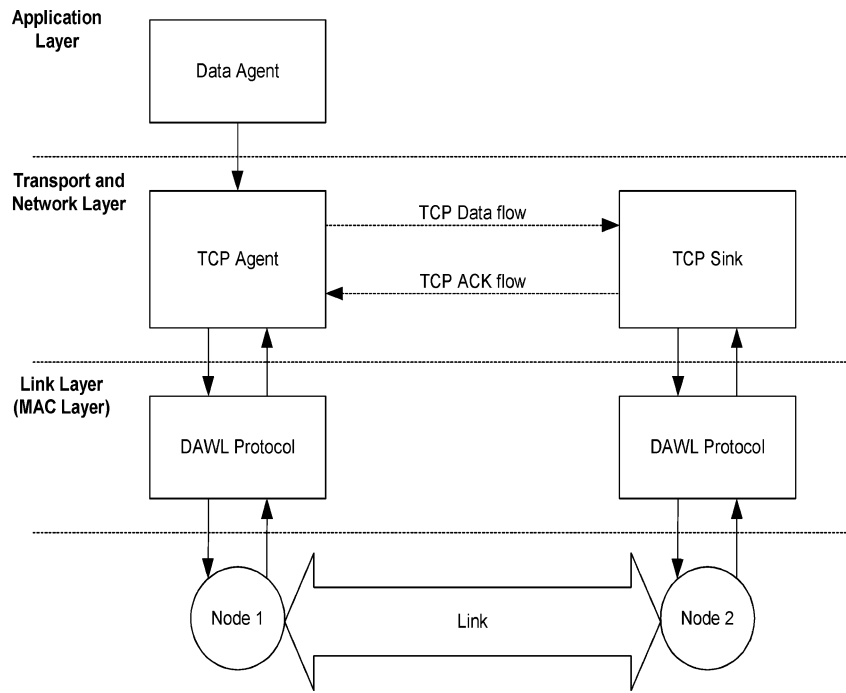 Application
Layer
Data Agent
Transport and
Network Layer
TCP Agent
TCP Data flow
TCP ACK flow
TCP Sink
Link Layer
(MAC Layer)
DAWL Protocol
DAWL Protocol
Node 1
Link
Node 2